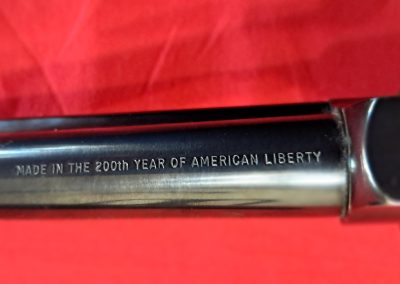 MADE IN THE 200th YEAR OF AMERICAN LIBERTY